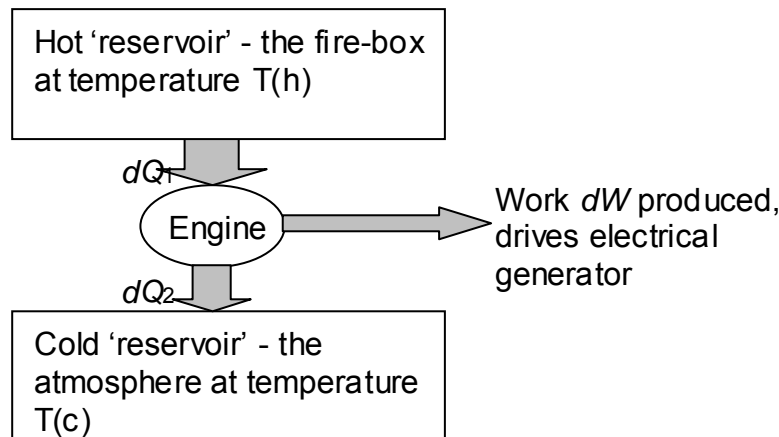 Hot ‘reservoir’ - the fire-box
at temperature T(h)
dQ1
Engine
Work dW produced,
drives electrical
generator
dQ2
Cold ‘reservoir’ - the
atmosphere at temperature
T(c)